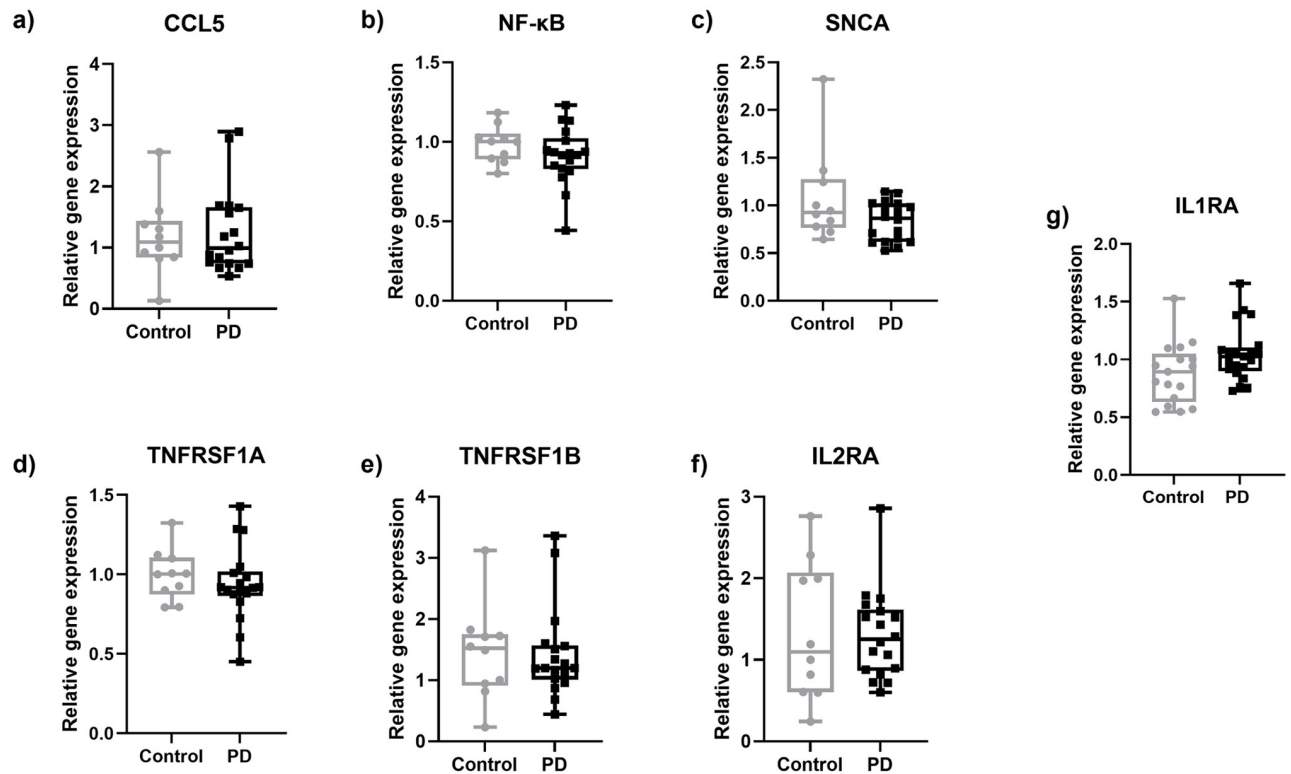 a)
CCL5
Relative gene expression
4
3
2
1
0
Control PD
b)
NF-κB
Relative gene expression
1.5
1.0
0.5
0.0
Control PD
c)
SNCA
Relative gene expression
2.5
2.0
1.5
1.0
0.5
0.0
Control PD
d)
TNFRSF1A
Relative gene expression
1.5
1.0
0.5
0.0
Control PD
e)
TNFRSF1B
Relative gene expression
4
3
2
1
0
Control PD
f)
IL2RA
Relative gene expression
3
2
1
0
Control PD
g)
IL1RA
Relative gene expression
2.0
1.5
1.0
0.5
0.0
Control PD